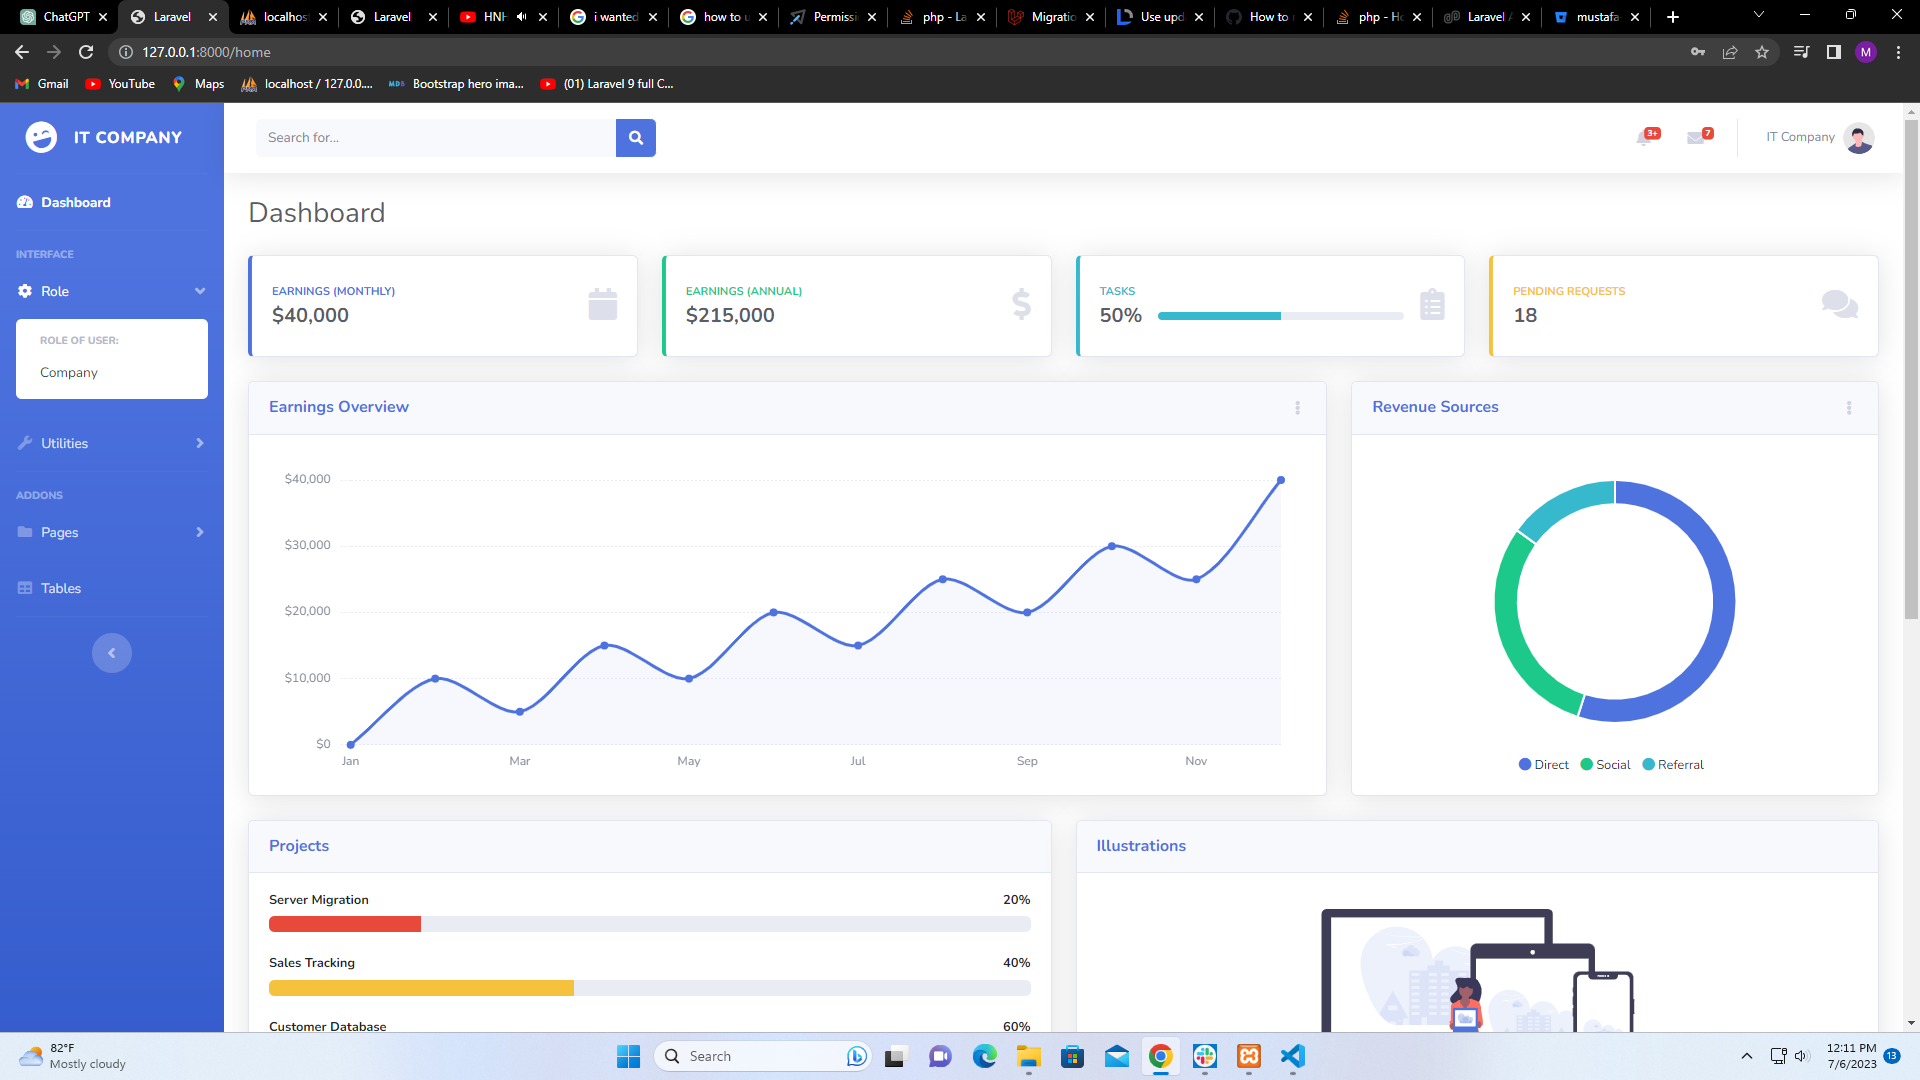 ChatGPT
Laravel
localhost
Laravel
HNH
i wanted
how to u
Permissi
php - La
Migratio
Use upd
How to r
php - Ho
Laravel A
mustafa
127.0.0.1:8000/home
M
Gmail
YouTube
Maps
localhost / 127.0.0....
MDB
Bootstrap hero ima...
(01) Laravel 9 full C...
IT COMPANY
Search for...
3+
7
IT Company
Dashboard
INTERFACE
Role
ROLE OF USER:
Company
Utilities
ADDONS
Pages
Tables
Dashboard
EARNINGS (MONTHLY)
$40,000
EARNINGS (ANNUAL)
$215,000
TASKS
50%
PENDING REQUESTS
18
Earnings Overview
$40,000
$30,000
$20,000
$10,000
$0
Jan Mar May Jul Sep Nov
Revenue Sources
Direct Social Referral
Projects
Server Migration 20%
Sales Tracking 40%
Customer Database 60%
Illustrations
82°F
Mostly cloudy
Search
12:11 PM
7/6/2023
13